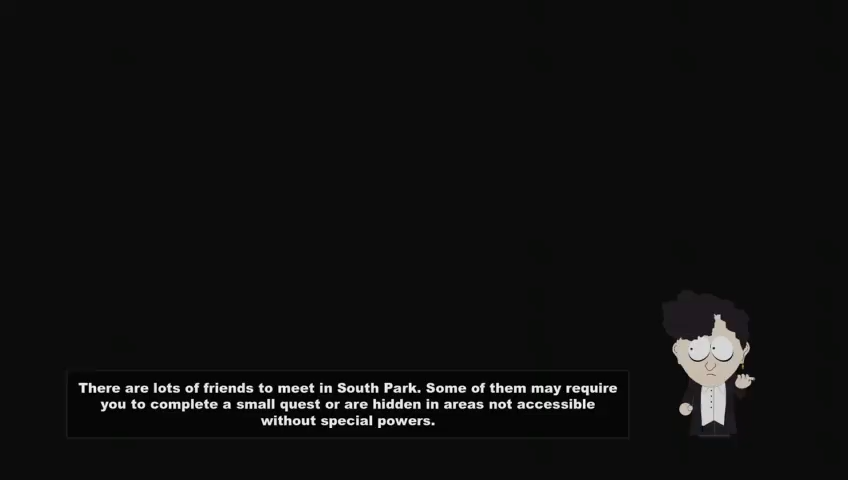 There are lots of friends to meet in South Park. Some of them may require
you to complete a small quest or are hidden in areas not accessible
without special powers.